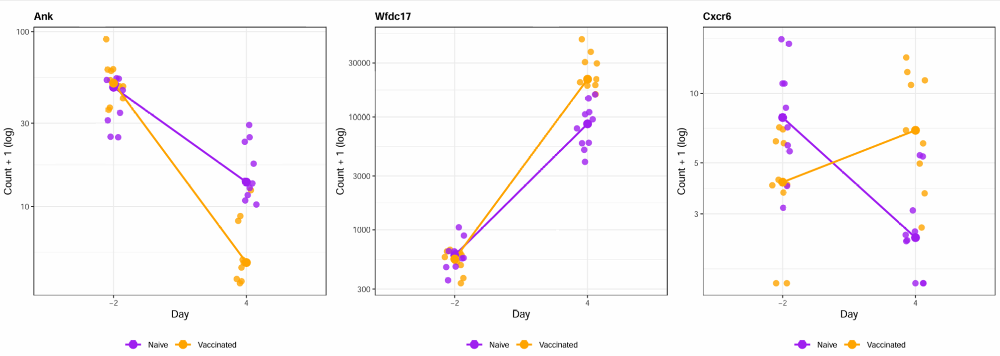 Ank
Count + 1 (log)
100
30
10
−2
4
Day
Naive Vaccinated
Wfdc17
Count + 1 (log)
30000
10000
3000
1000
300
−2
4
Day
Naive Vaccinated
Cxcr6
Count + 1 (log)
10
5
3
−2
4
Day
Naive Vaccinated